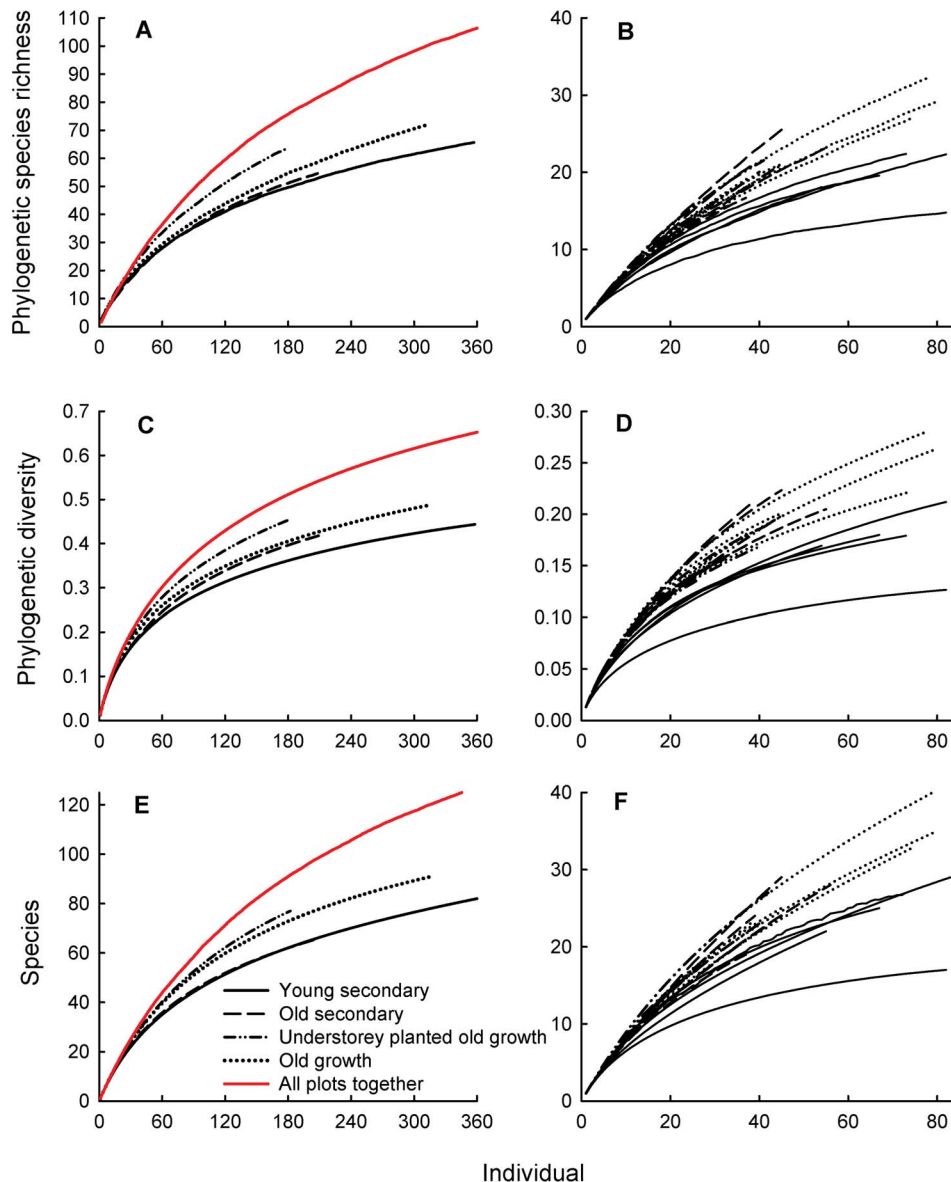 A
B
Phylogenetic species richness
110
100
90
80
70
60
50
40
30
20
10
0
0 60 120 180 240 300 360
40
30
20
10
0
0 20 40 60 80
C
D
Phylogenetic diversity
0.7
0.6
0.5
0.4
0.3
0.2
0.1
0.0
0 60 120 180 240 300 360
0.30
0.25
0.20
0.15
0.10
0.05
0.00
0 20 40 60 80
E
F
Species
120
100
80
60
40
20
0
0 60 120 180 240 300 360
Young secondary
Old secondary
Understorey planted old growth
Old growth
All plots together
40
30
20
10
0
0 20 40 60 80
Individual